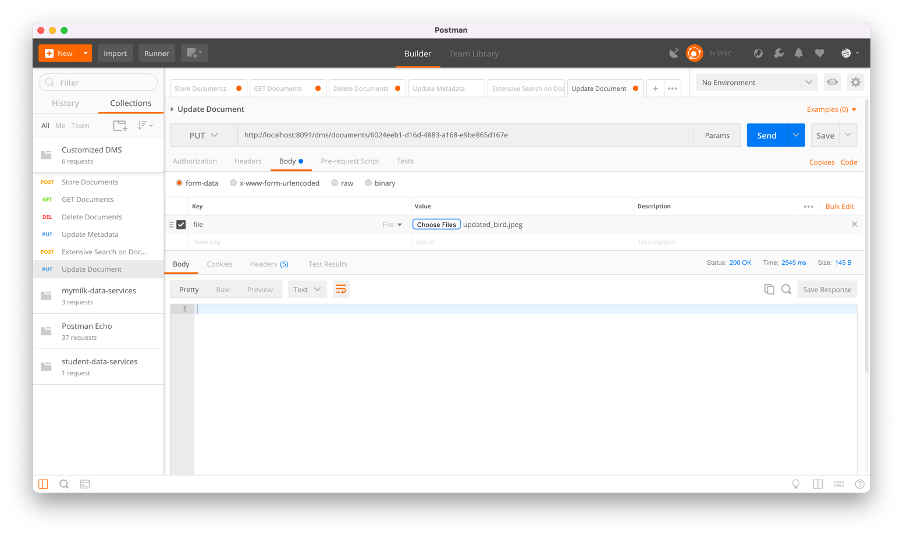 Postman
New
Import
Runner
Builder
Team Library
IN SYNC
Filter
History
Collections
All Me Team
Customized DMS
6 requests
POST Store Documents
GET GET Documents
DEL Delete Documents
PUT Update Metadata
POST Extensive Search on Doc...
PUT Update Document
mymilk-data-services
3 requests
Postman Echo
37 requests
student-data-services
1 request
Store Documents
GET Documents
Delete Documents
Update Metadata
Extensive Search on Doc
Update Document
No Environment
Update Document
Examples (0)
PUT
http://localhost:8091/dms/documents/6024eeb1-d16d-4883-a168-e9be865d167e
Params
Send
Save
Authorization Headers Body Pre-request Script Tests
Cookies Code
form-data x-www-form-urlencoded raw binary
Key Value Description
Bulk Edit
file File Choose Files updated_bird.jpeg
New key Value Description
Body Cookies Headers (5) Test Results
Status: 200 OK Time: 2545 ms Size: 145 B
Pretty Raw Preview Text
Save Response
1